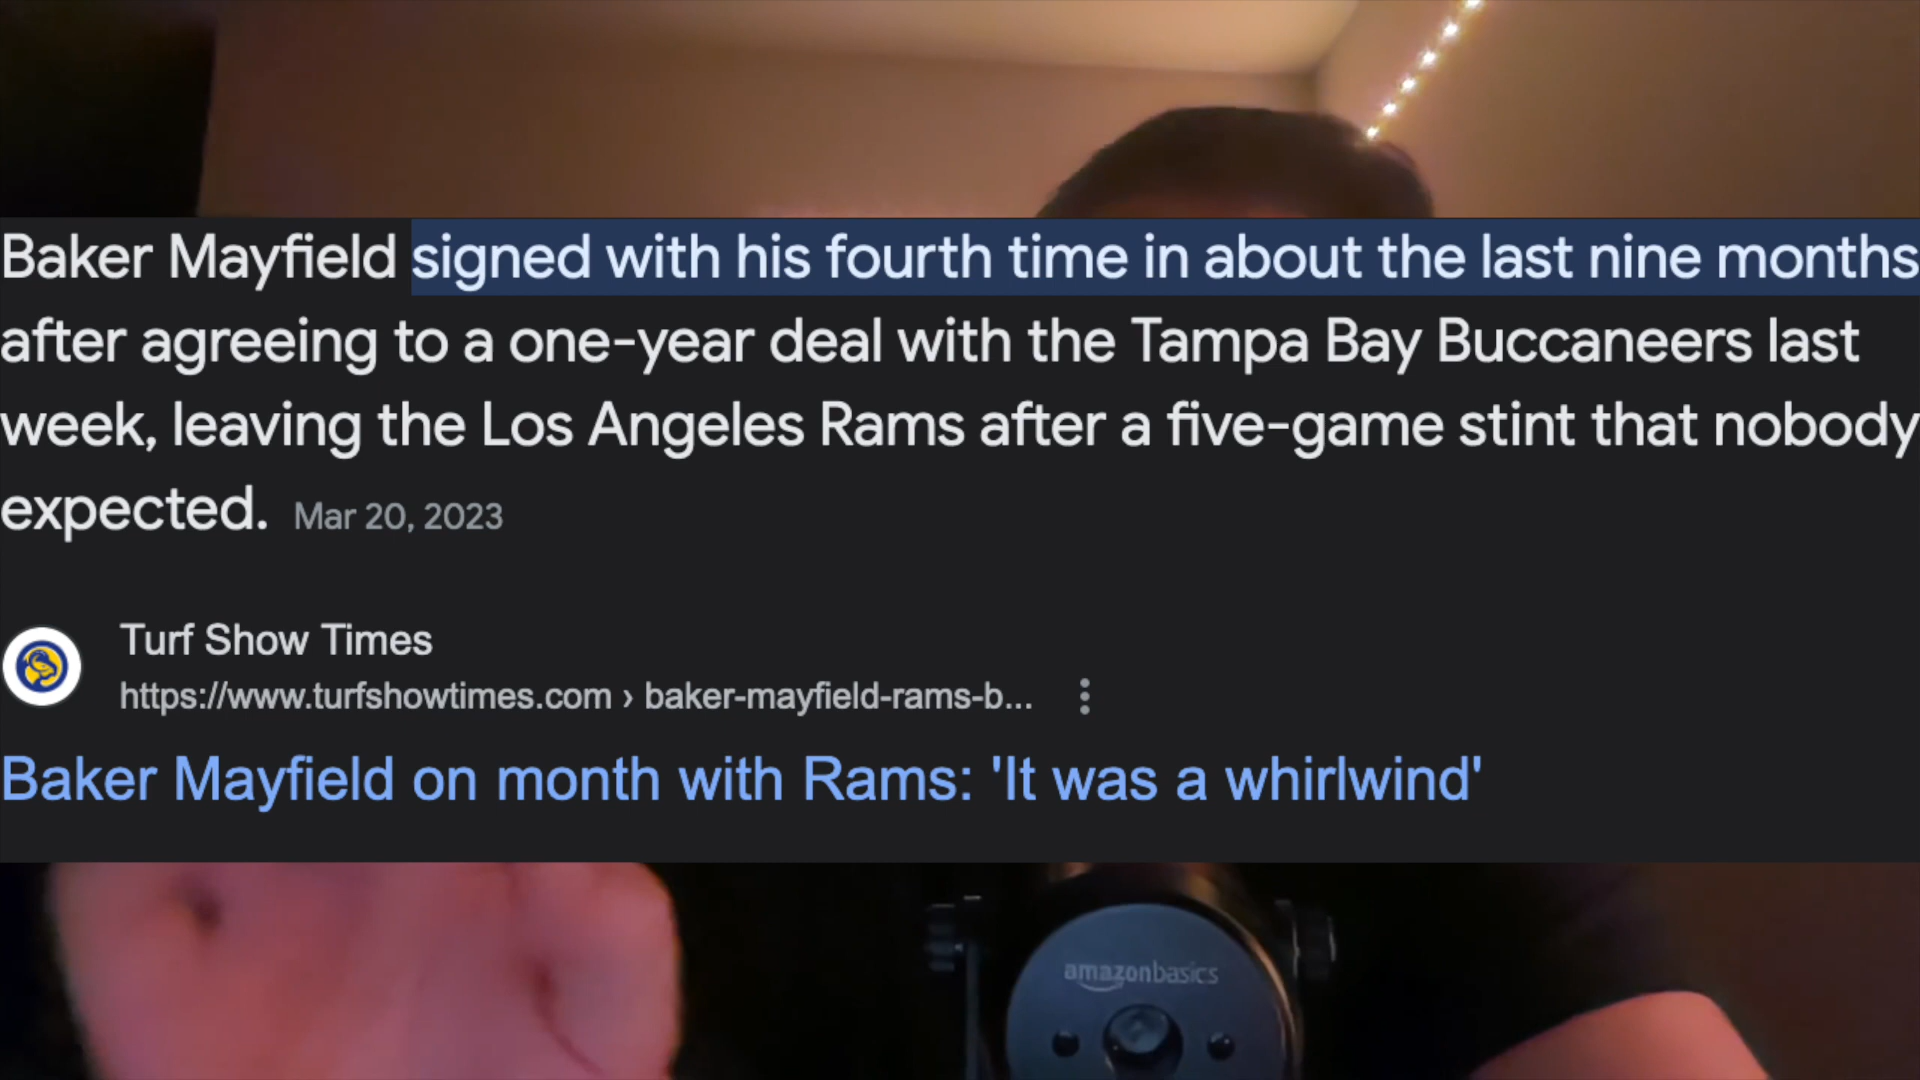 Baker Mayfield signed with his fourth time in about the last nine months
after agreeing to a one-year deal with the Tampa Bay Buccaneers last
week, leaving the Los Angeles Rams after a five-game stint that nobody
expected. Mar 20, 2023
Turf Show Times
https://www.turfshowtimes.com › baker-mayfield-rams-b...
Baker Mayfield on month with Rams: 'It was a whirlwind'
amazonbasics